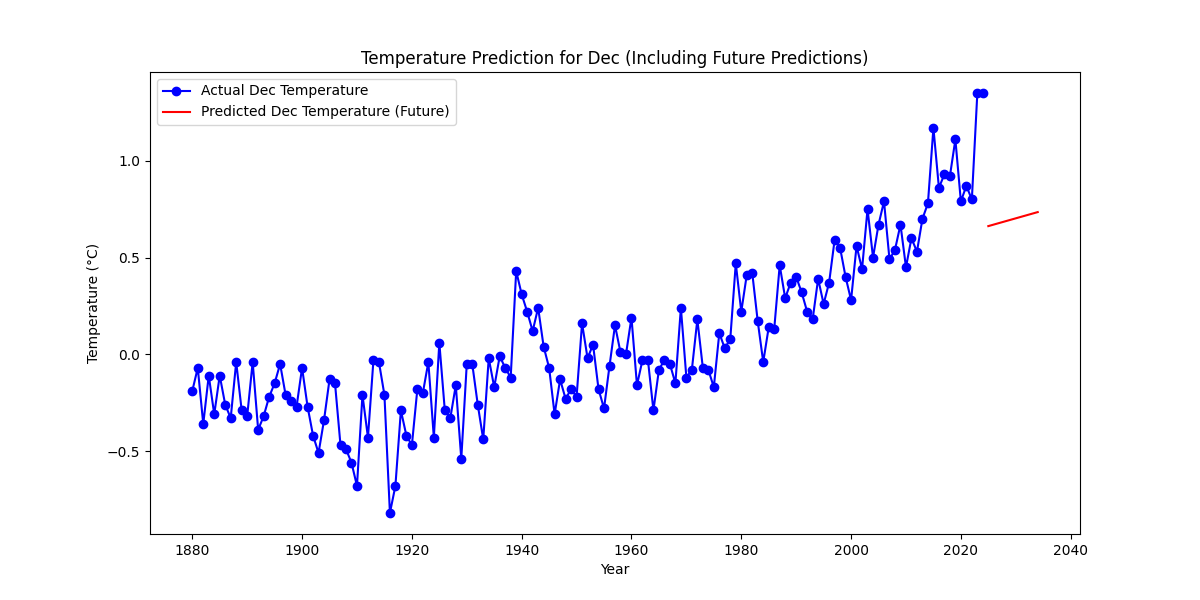 Temperature Prediction for Dec (Including Future Predictions)
Actual Dec Temperature
Predicted Dec Temperature (Future)
Temperature (°C)
1.0
0.5
0.0
−0.5
1880 1900 1920 1940 1960 1980 2000 2020 2040
Year